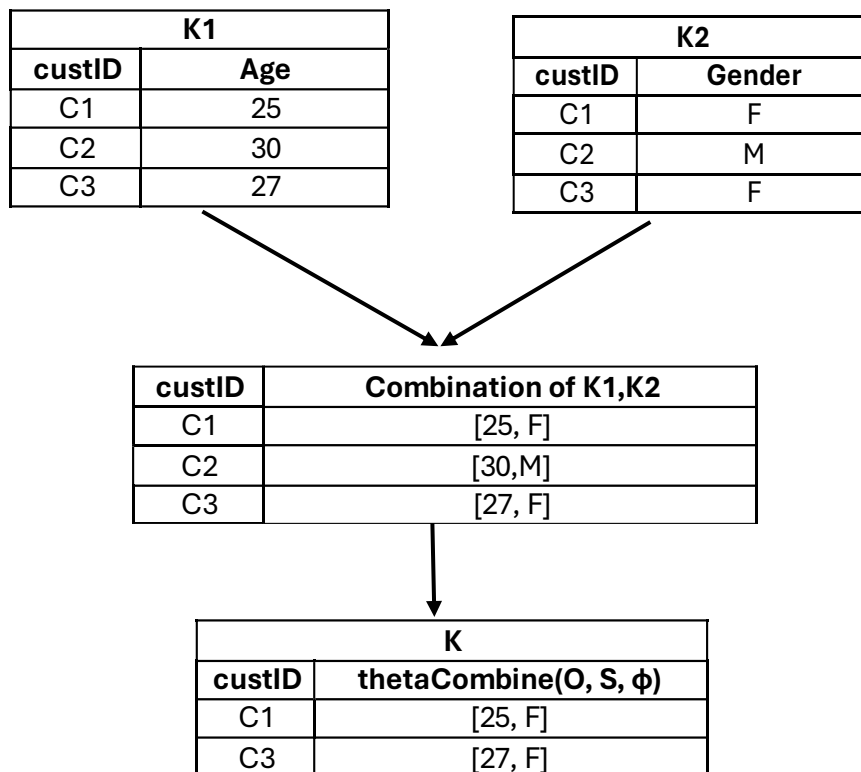 K1
custID Age
C1 25
C2 30
C3 27
K2
custID Gender
C1 F
C2 M
C3 F
custID Combination of K1,K2
C1 [25, F]
C2 [30,M]
C3 [27, F]
K
custID thetaCombine(O, S, ϕ)
C1 [25, F]
C3 [27, F]